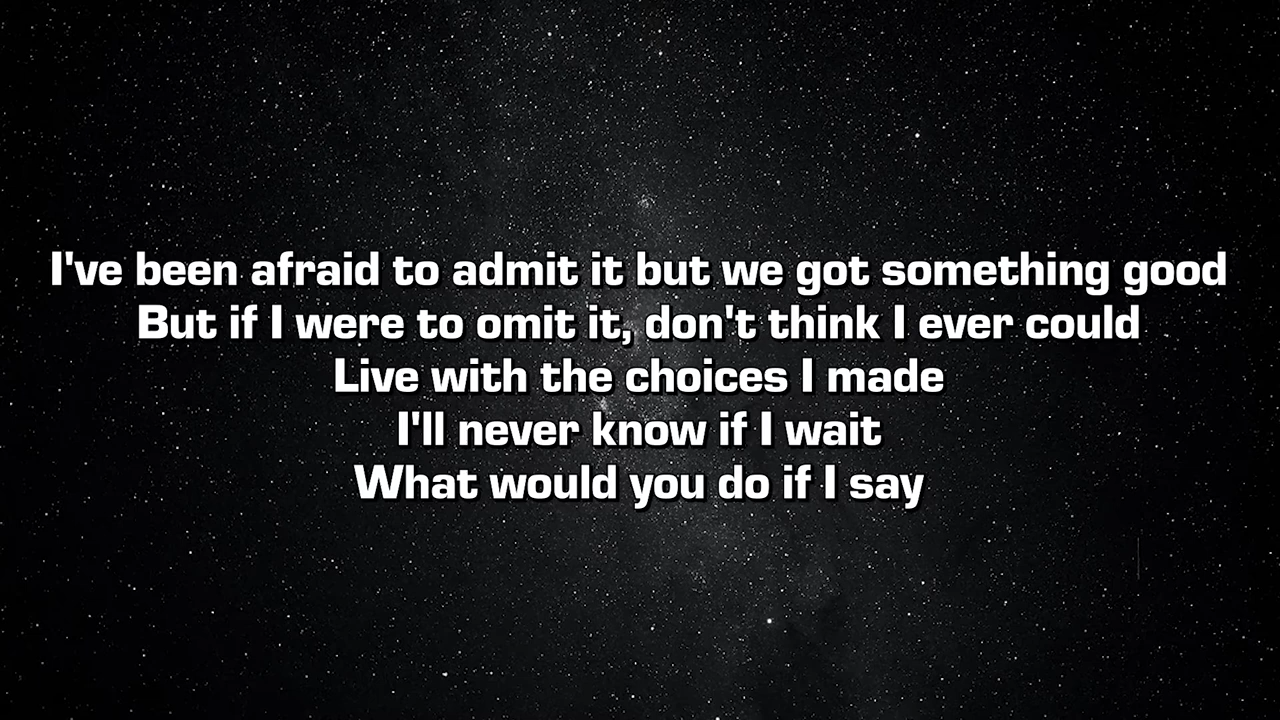 I've been afraid to admit it but we got something good
But if I were to omit it, don't think I ever could
Live with the choices I made
I'll never know if I wait
What would you do if I say